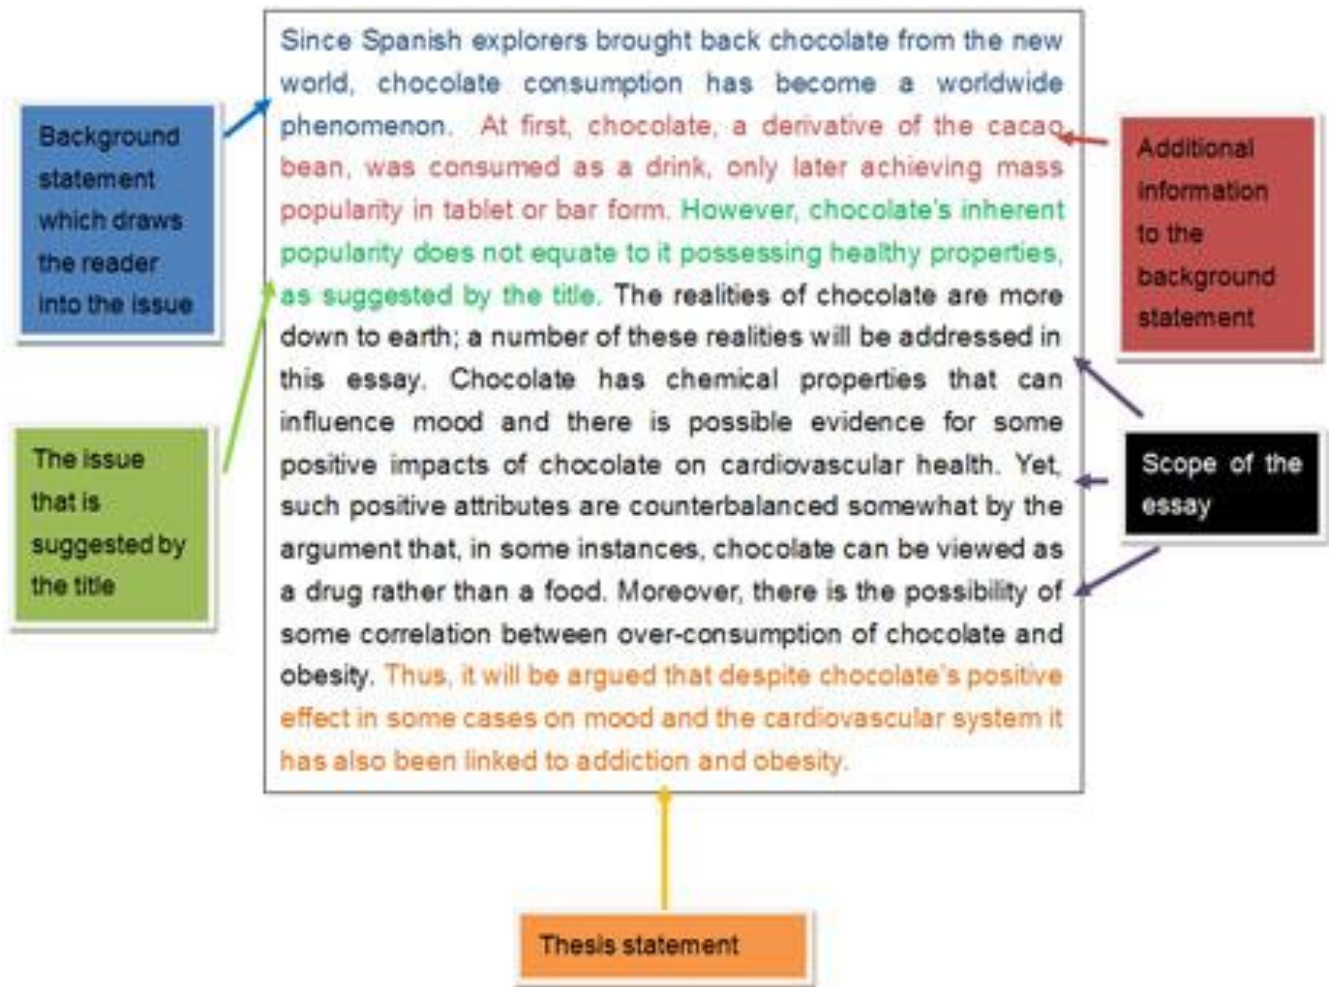 Since Spanish explorers brought back chocolate from the new
world, chocolate consumption has become a worldwide
phenomenon. At first, chocolate, a derivative of the cacao
bean, was consumed as a drink, only later achieving mass
popularity in tablet or bar form. However, chocolate's inherent
popularity does not equate to it possessing healthy properties,
as suggested by the title. The realities of chocolate are more
down to earth; a number of these realities will be addressed in
this essay. Chocolate has chemical properties that can
influence mood and there is possible evidence for some
positive impacts of chocolate on cardiovascular health. Yet,
such positive attributes are counterbalanced somewhat by the
argument that, in some instances, chocolate can be viewed as
a drug rather than a food. Moreover, there is the possibility of
some correlation between over-consumption of chocolate and
obesity. Thus, it will be argued that despite chocolate's positive
effect in some cases on mood and the cardiovascular system it
has also been linked to addiction and obesity.
Background
statement
which draws
the reader
into the issue
The issue
that is
suggested by
the title
Additional
information
to the
background
statement
Scope of the
essay
Thesis statement